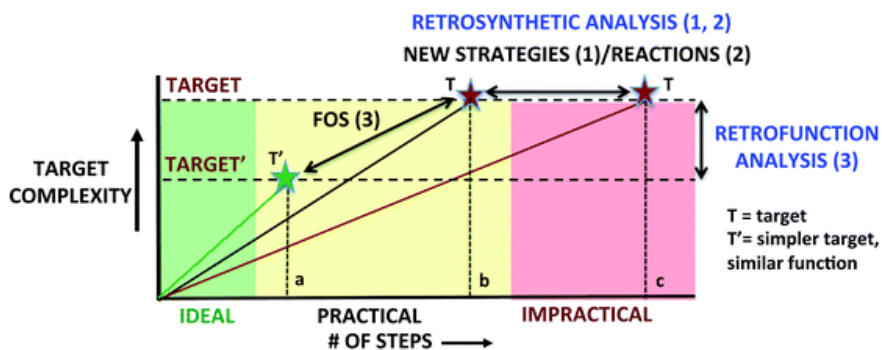 RETROSYNTHETIC ANALYSIS (1, 2)
NEW STRATEGIES (1)/REACTIONS (2)
TARGET
T
T
FOS (3)
RETROFUNCTION
ANALYSIS (3)
TARGET
COMPLEXITY
TARGET'
T'
T = target
T'= simpler target,
similar function
a
b
c
IDEAL
PRACTICAL
IMPRACTICAL
# OF STEPS